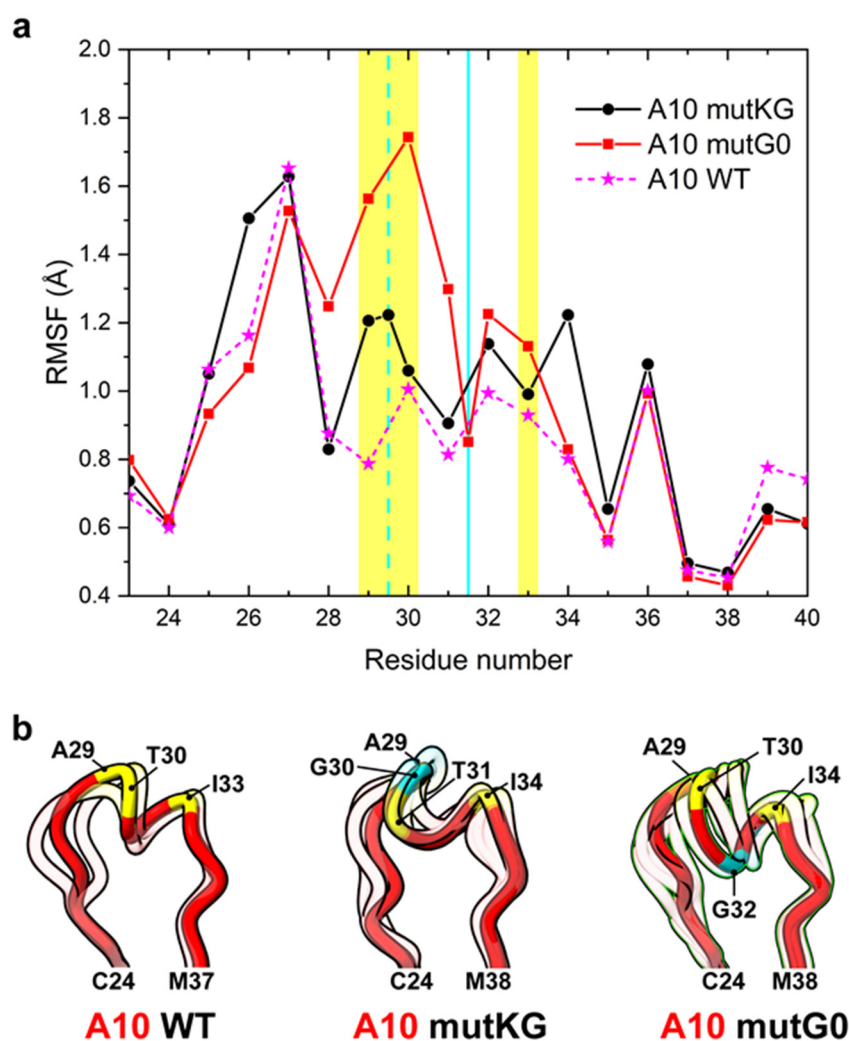 a
2.0
1.8
1.6
1.4
1.2
1.0
0.8
0.6
0.4
RMSF (Å)
A10 mutKG
A10 mutG0
A10 WT
24 26 28 30 32 34 36 38 40
Residue number
b
A29
T30
I33
C24 M37
A10 WT
A29
G30
T31
I34
C24 M38
A10 mutKG
A29
T30
I34
G32
C24 M38
A10 mutG0